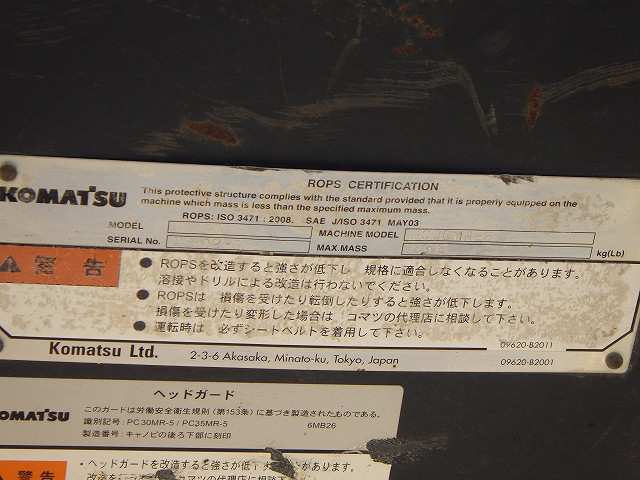 ROPS CERTIFICATION
KOMATSU
This protective structure complies with the standard provided that it is properly equipped on the
machine which mass is less than the specified maximum mass.
ROPS: ISO 3471 : 2008. SAE J/ISO 3471 MAY03
MODEL
MACHINE MODEL
SERIAL No.
MAX.MASS
kg(Lb)
警告
● ROPSを改造すると強さが低下し 規格に適合しなくなることがあります。
溶接やドリルによる改造は行わないでください。
● ROPSは 損傷を受けたり転倒したりすると強さが低下します。
損傷を受けたり変形した場合は コマツの代理店に相談して下さい。
● 運転時は 必ずシートベルトを着用して下さい。
09620-B2011
Komatsu Ltd. 2-3-6 Akasaka, Minato-ku, Tokyo, Japan
09620-B2001
ヘッドガード
KOMATSU
このガードは労働安全衛生規則(第153条)に基づき製造されたものである。
識別記号:PC30MR-5/PC35MR-5 6MB26
製造番号:キャノピの後ろ下部に刻印
警告
・ヘッドガードを改造すると強さが低下